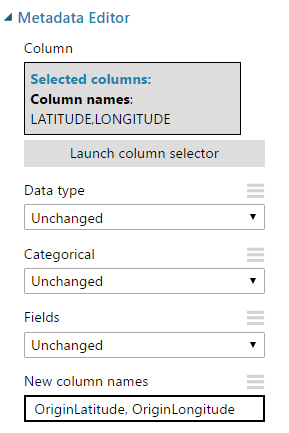 Metadata Editor
Column
Selected columns:
Column names:
LATITUDE,LONGITUDE
Launch column selector
Data type
Unchanged
Categorical
Unchanged
Fields
Unchanged
New column names
OriginLatitude, OriginLongitude